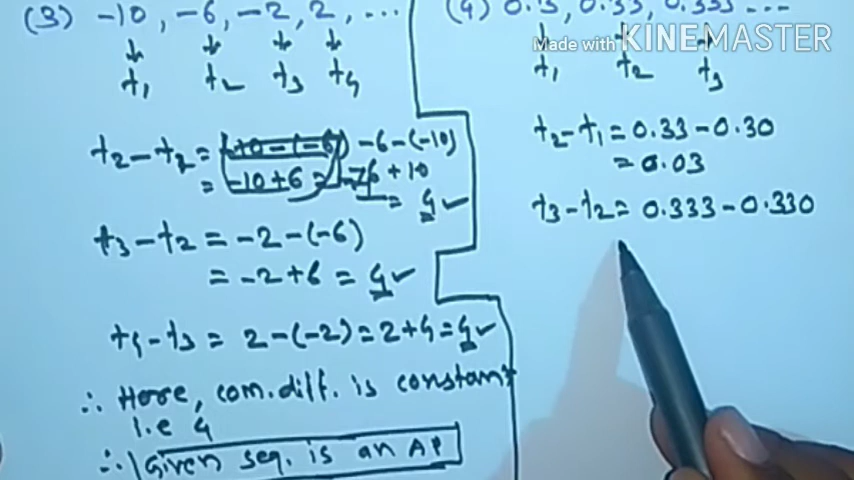 (3) -10, -6, -2, 2, ...
↓ ↓ ↓ ↓
t1 t2 t3 t4
t2 - t2 = -6 - (-10)
= -6 + 10
= 4 ✓
t3 - t2 = -2 - (-6)
= -2 + 6 = 4 ✓
t4 - t3 = 2 - (-2) = 2 + 4 = 4 ✓
∴ Here, com. diff. is constant
i.e 4
∴ Given seq. is an AP
(4) 0.3, 0.33, 0.333 ...
Made with KINEMASTER
t1 t2 t3
t2 - t1 = 0.33 - 0.30
= 0.03
t3 - t2 = 0.333 - 0.330